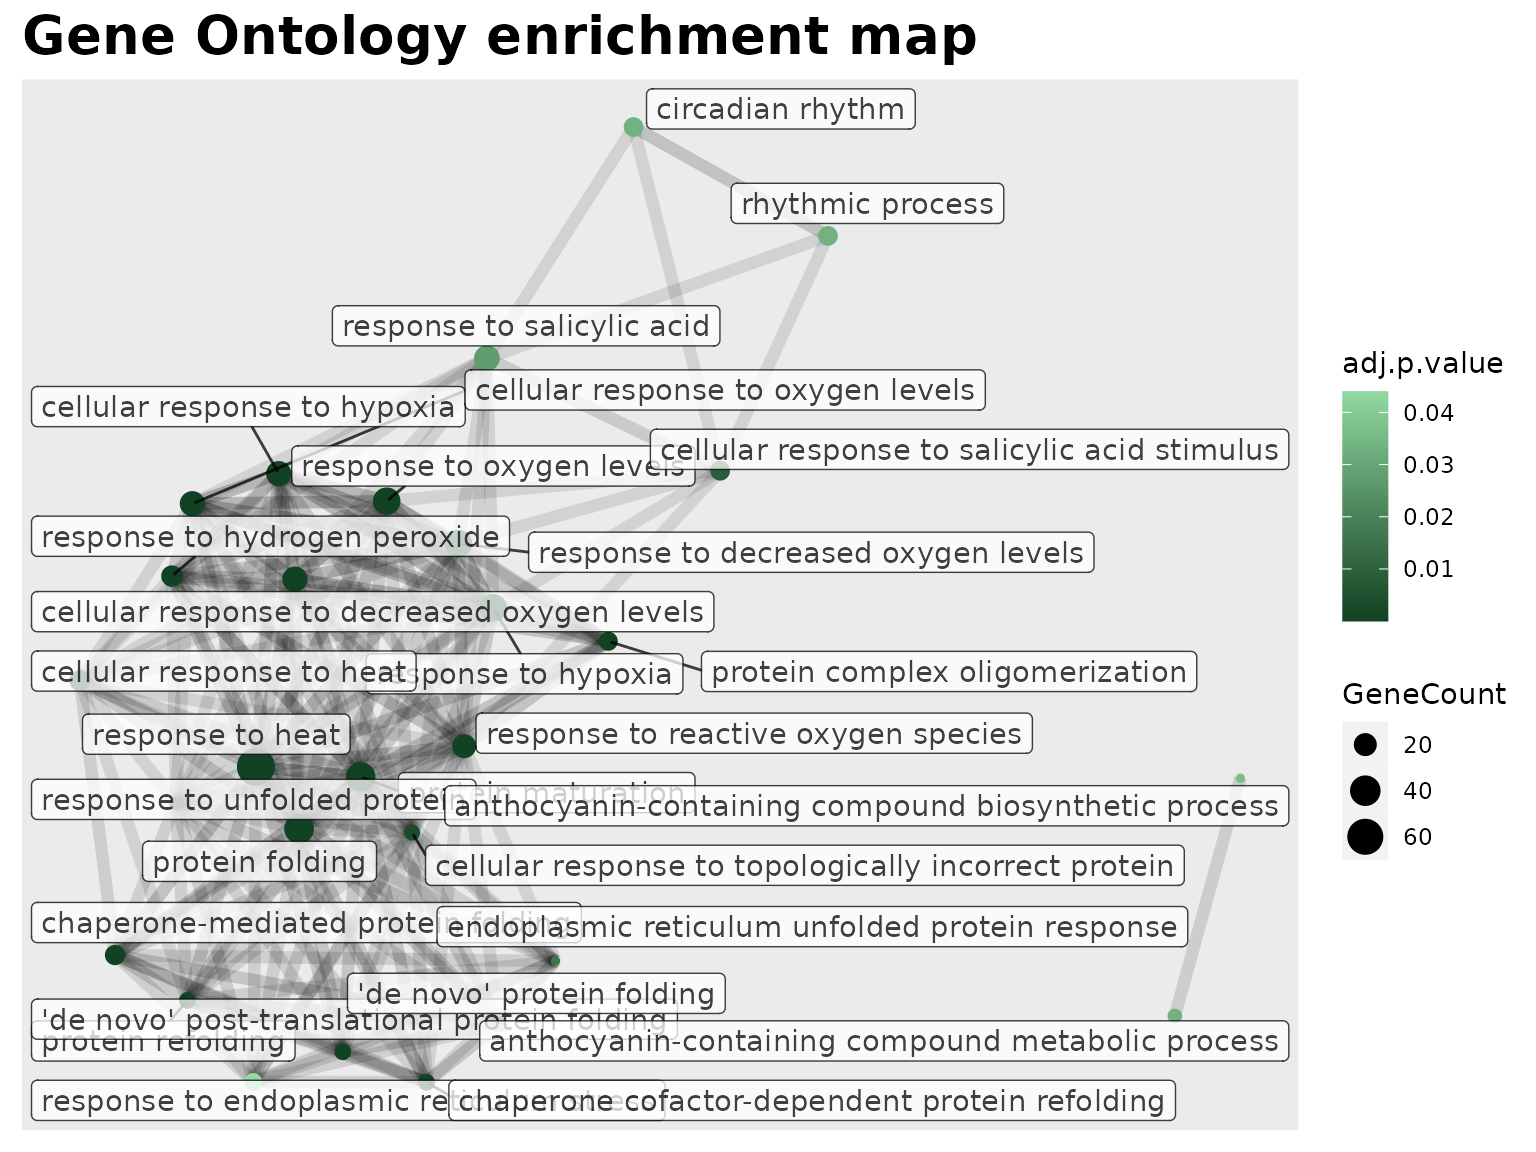 Gene Ontology enrichment map
circadian rhythm
rhythmic process
response to salicylic acid
cellular response to oxygen levels
cellular response to hypoxia
cellular response to salicylic acid stimulus
response to oxygen levels
response to hydrogen peroxide
response to decreased oxygen levels
cellular response to decreased oxygen levels
cellular response to heat
response to hypoxia
protein complex oligomerization
response to heat
response to reactive oxygen species
protein maturation
response to unfolded protein
anthocyanin-containing compound biosynthetic process
protein folding
cellular response to topologically incorrect protein
chaperone-mediated protein folding
endoplasmic reticulum unfolded protein response
'de novo' protein folding
'de novo' post-translational protein folding
protein refolding
anthocyanin-containing compound metabolic process
response to endoplasmic reticulum stress
chaperone cofactor-dependent protein refolding
adj.p.value
0.04
0.03
0.02
0.01
GeneCount
20
40
60